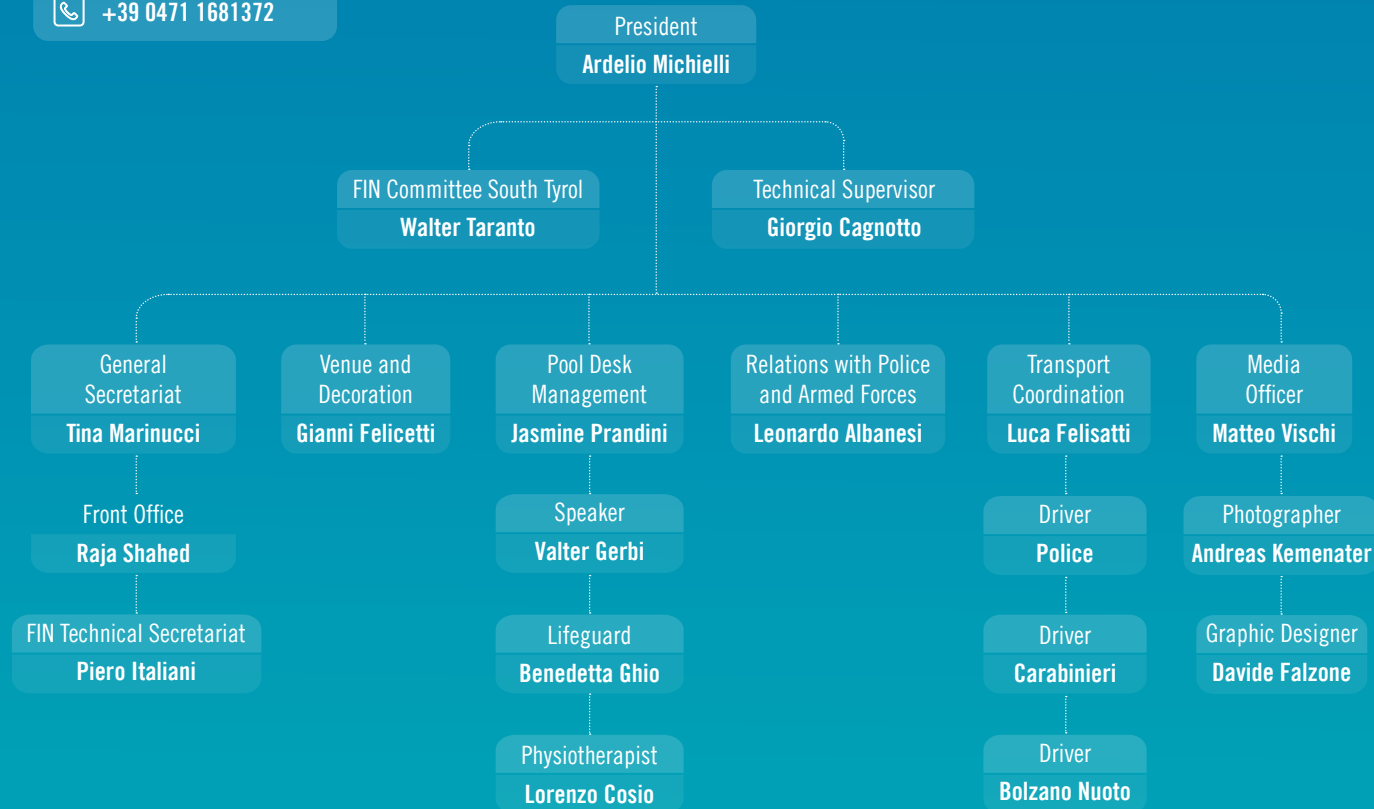 +39 0471 1681372
President
Ardelio Michielli
FIN Committee South Tyrol
Walter Taranto
Technical Supervisor
Giorgio Cagnotto
General
Secretariat
Tina Marinucci
Venue and
Decoration
Gianni Felicetti
Pool Desk
Management
Jasmine Prandini
Relations with Police
and Armed Forces
Leonardo Albanesi
Transport
Coordination
Luca Felisatti
Media
Officer
Matteo Vischi
Front Office
Raja Shahed
Speaker
Valter Gerbi
Driver
Police
Photographer
Andreas Kemenater
FIN Technical Secretariat
Piero Italiani
Lifeguard
Benedetta Ghio
Driver
Carabinieri
Graphic Designer
Davide Falzone
Physiotherapist
Lorenzo Cosio
Driver
Bolzano Nuoto